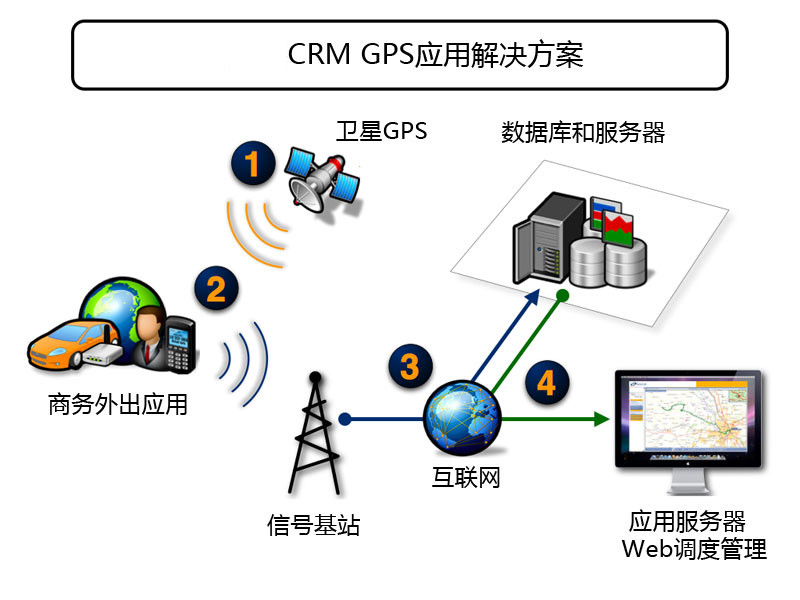 CRM GPS应用解决方案
卫星GPS
数据库和服务器
1
2
商务外出应用
3
4
互联网
信号基站
应用服务器
Web调度管理